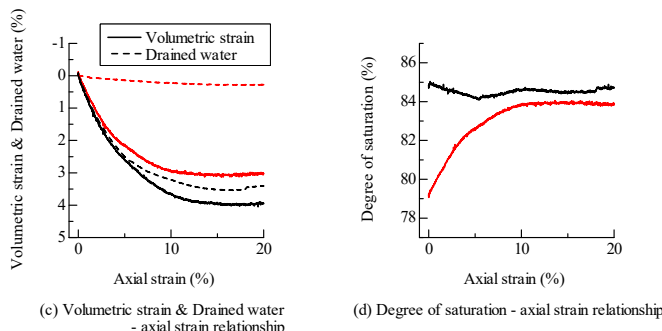 Volumetric strain
Drained water
Volumetric strain & Drained water (%)
-1
0
1
2
3
4
5
0
10
20
Axial strain (%)
(c) Volumetric strain & Drained water
- axial strain relationship
Degree of saturation (%)
88
84
80
78
0
10
20
Axial strain (%)
(d) Degree of saturation - axial strain relationship